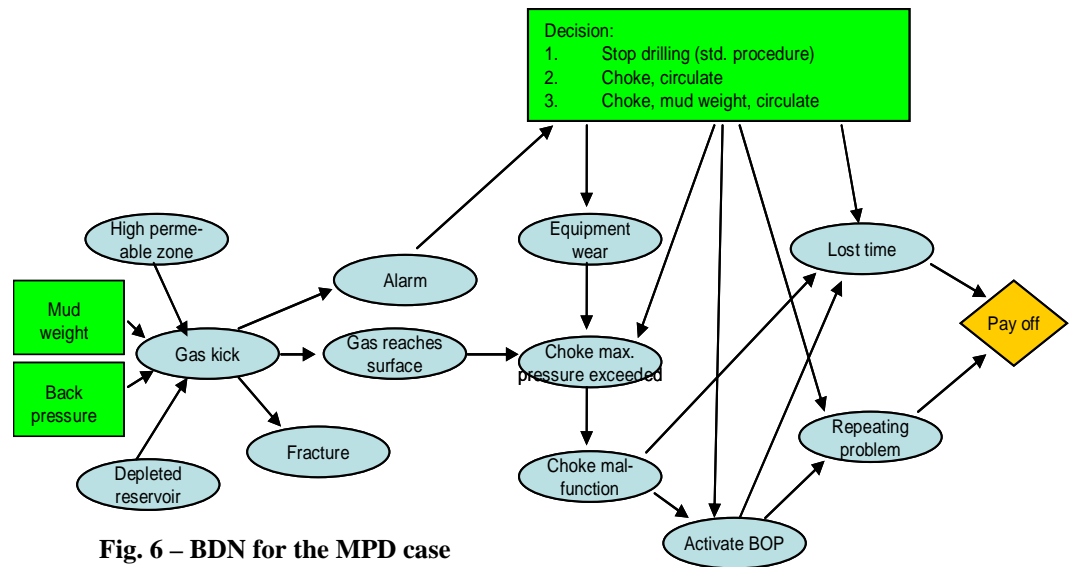 Decision:
1. Stop drilling (std. procedure)
2. Choke, circulate
3. Choke, mud weight, circulate
High perme-
able zone
Mud
weight
Back
pressure
Gas kick
Depleted
reservoir
Alarm
Gas reaches
surface
Fracture
Equipment
wear
Choke max.
pressure exceeded
Choke mal-
function
Activate BOP
Lost time
Repeating
problem
Pay off
Fig. 6 – BDN for the MPD case